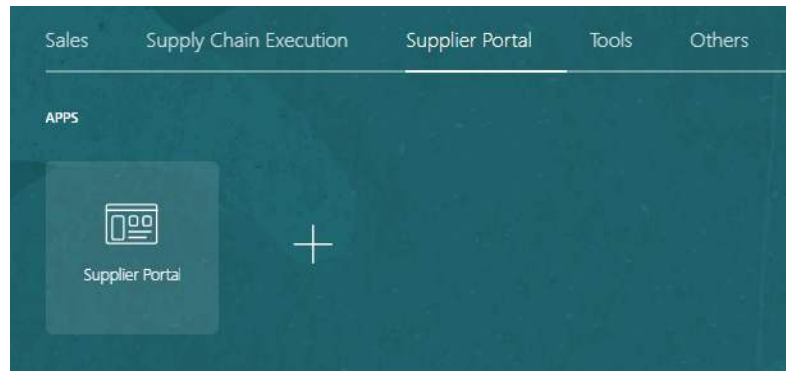 Sales Supply Chain Execution Supplier Portal Tools Others
APPS
Supplier Portal